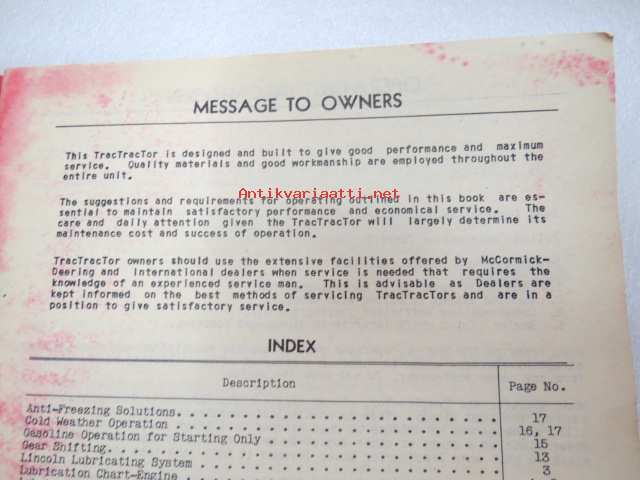 MESSAGE TO OWNERS
This TracTracTor is designed and built to give good performance and maximum
service. Quality materials and good workmanship are employed throughout the
entire unit.
Antikvariaatti.net
The suggestions and requirements for operating outlined in this book are es-
sential to maintain satisfactory performance and economical service. The
care and daily attention given the TracTracTor will largely determine its
maintenance cost and success of operation.
TracTracTor owners should use the extensive facilities offered by McCormick-
Deering and International dealers when service is needed that requires the
knowledge of an experienced service man. This is advisable as Dealers are
kept informed on the best methods of servicing TracTracTors and are in a
position to give satisfactory service.
INDEX
Description Page No.
Anti-Freezing Solutions. . . . . . . . . . . . . . . . . . . . 17
Cold Weather Operation . . . . . . . . . . . . . . . . . . . . 16, 17
Gasoline Operation for Starting Only . . . . . . . . . . . . . 15
Gear Shifting. . . . . . . . . . . . . . . . . . . . . . . . . 13
Lincoln Lubricating System . . . . . . . . . . . . . . . . . . 3
Lubrication Chart-Engine . . . . . . . . . . . . . . . . . . .